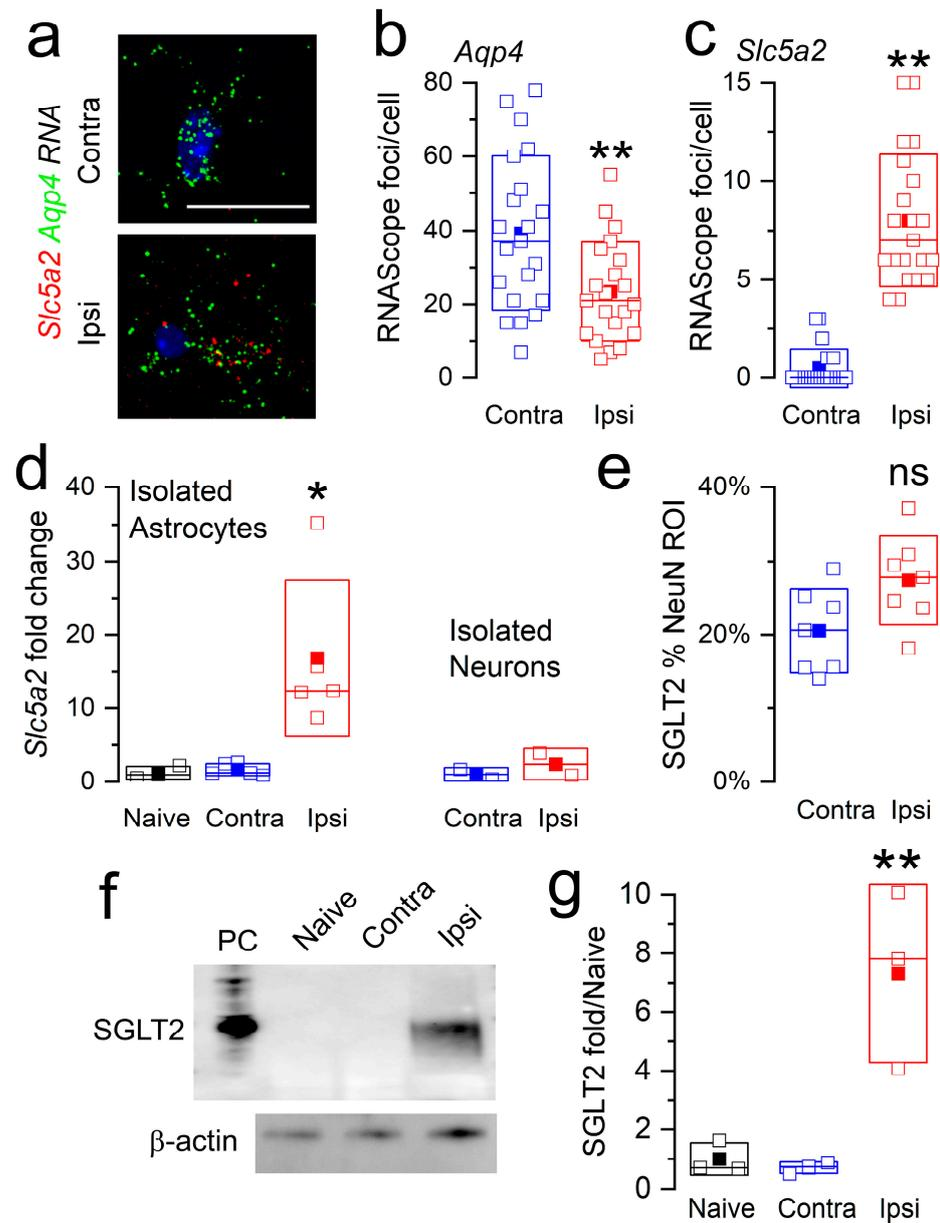 a
Slc5a2 Aqp4 RNA
Contra
Ipsi
b
Aqp4
RNAScope foci/cell
80
60
40
20
0
**
Contra Ipsi
c
Slc5a2
RNAScope foci/cell
15
10
5
0
**
Contra Ipsi
d
Slc5a2 fold change
40
30
20
10
0
Isolated
Astrocytes
*
Isolated
Neurons
Naive Contra Ipsi
Contra Ipsi
e
SGLT2 % NeuN ROI
40%
20%
0%
ns
Contra Ipsi
f
PC Naive Contra Ipsi
SGLT2
β-actin
g
SGLT2 fold/Naive
10
8
6
4
2
0
**
Naive Contra Ipsi